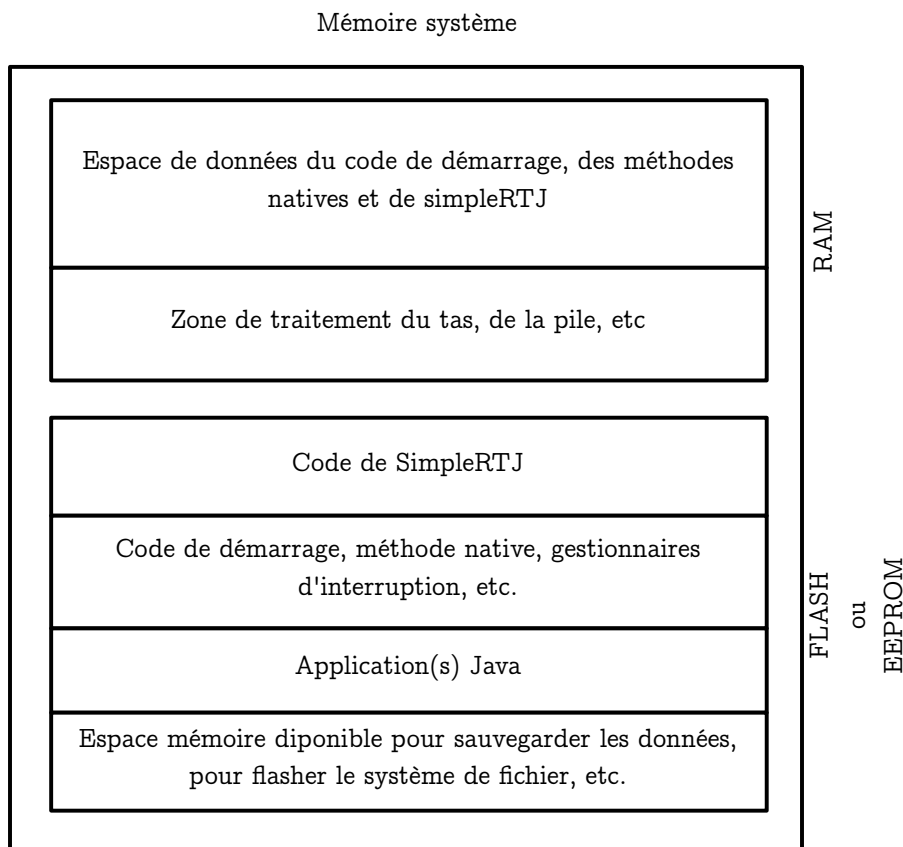 Mémoire système
Espace de données du code de démarrage, des méthodes
natives et de simpleRTJ
RAM
Zone de traitement du tas, de la pile, etc
Code de SimpleRTJ
Code de démarrage, méthode native, gestionnaires
d'interruption, etc.
FLASH
ou
EEPROM
Application(s) Java
Espace mémoire diponible pour sauvegarder les données,
pour flasher le système de fichier, etc.